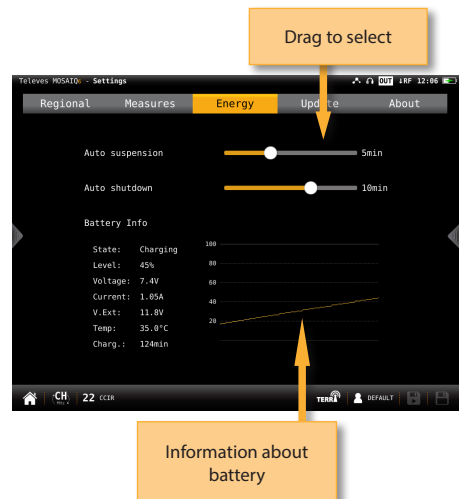 Drag to select
Televes MOSAIQ6 - Settings OUT ↓RF 12:06
Regional Measures Energy Update About
Auto suspension 5min
Auto shutdown 10min
Battery Info
State: Charging
Level: 45%
Voltage: 7.4V
Current: 1.05A
V.Ext: 11.8V
Temp: 35.0°C
Charg.: 124min
100
80
60
40
20
CH 22 CCIR TERR DEFAULT
Information about
battery